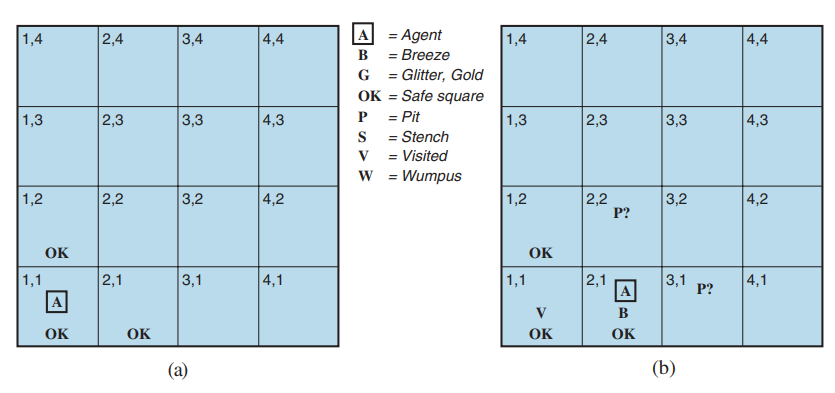 1,4 2,4 3,4 4,4
1,3 2,3 3,3 4,3
1,2 2,2 3,2 4,2
OK
1,1 2,1 3,1 4,1
A
OK OK
(a)
A = Agent
B = Breeze
G = Glitter, Gold
OK = Safe square
P = Pit
S = Stench
V = Visited
W = Wumpus
1,4 2,4 3,4 4,4
1,3 2,3 3,3 4,3
1,2 2,2 3,2 4,2
P?
OK
1,1 2,1 3,1 4,1
A P?
V B
OK OK
(b)